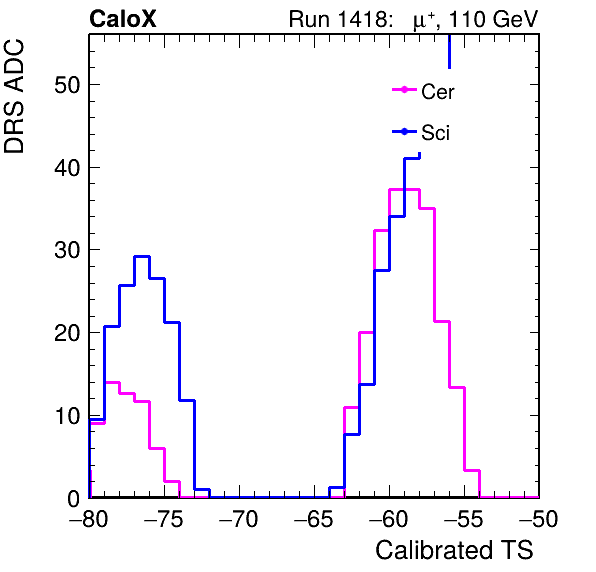 CaloX Run 1418: μ⁺, 110 GeV
DRS ADC
50
40
30
20
10
0
Cer
Sci
−80 −75 −70 −65 −60 −55 −50
Calibrated TS